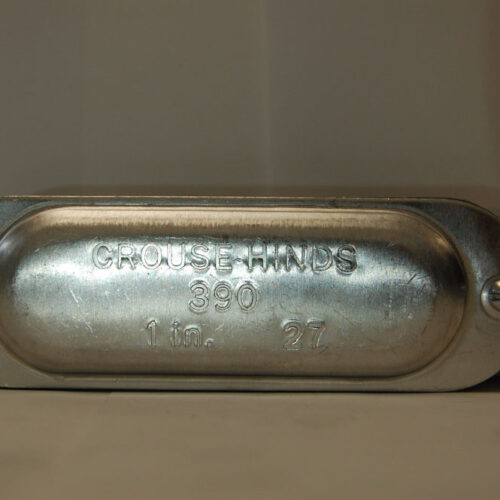 CROUSE-HINDS
390
1 in. 27